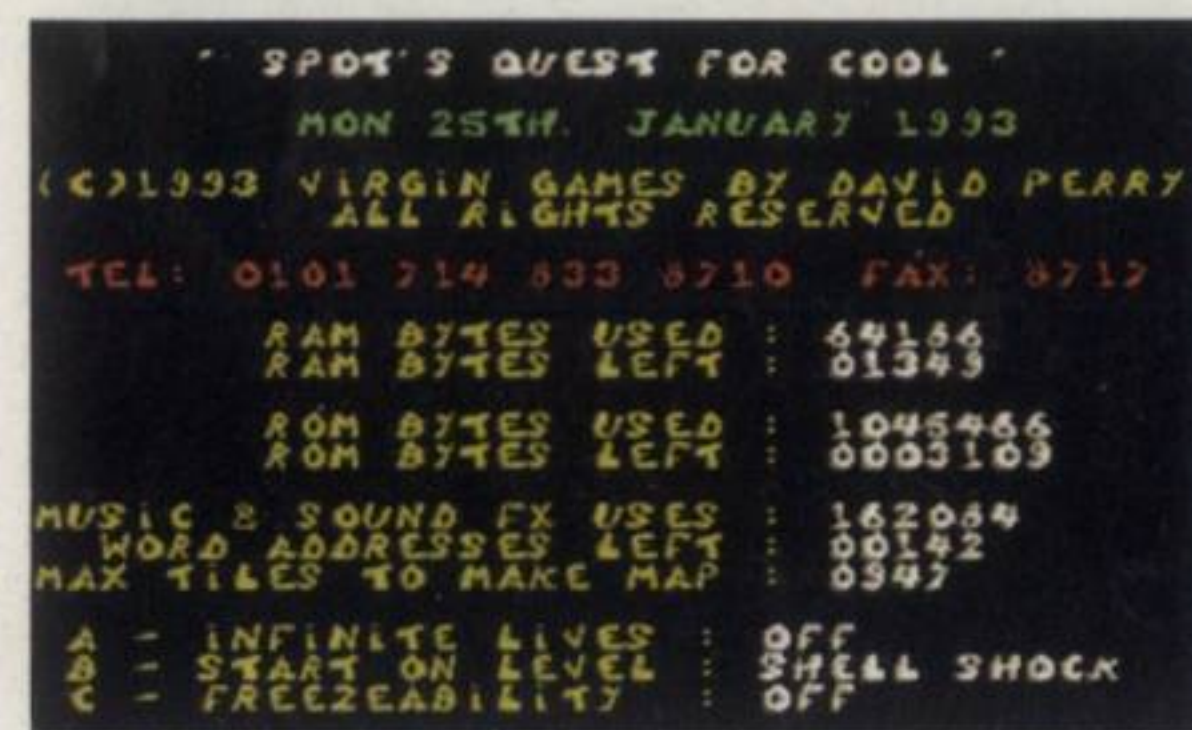 " SPOT'S QUEST FOR COOL "
MON 25TH. JANUARY 1993
(C)1993 VIRGIN GAMES BY DAVID PERRY
ALL RIGHTS RESERVED
TEL: 0101 714 833 8710 FAX: 8717
RAM BYTES USED : 64186
RAM BYTES LEFT : 01349
ROM BYTES USED : 1045466
ROM BYTES LEFT : 0003109
MUSIC & SOUND FX USES : 162084
WORD ADDRESSES LEFT : 00142
MAX TILES TO MAKE MAP : 0947
A - INFINITE LIVES : OFF
B - START ON LEVEL : SHELL SHOCK
C - FREEZEABILITY : OFF